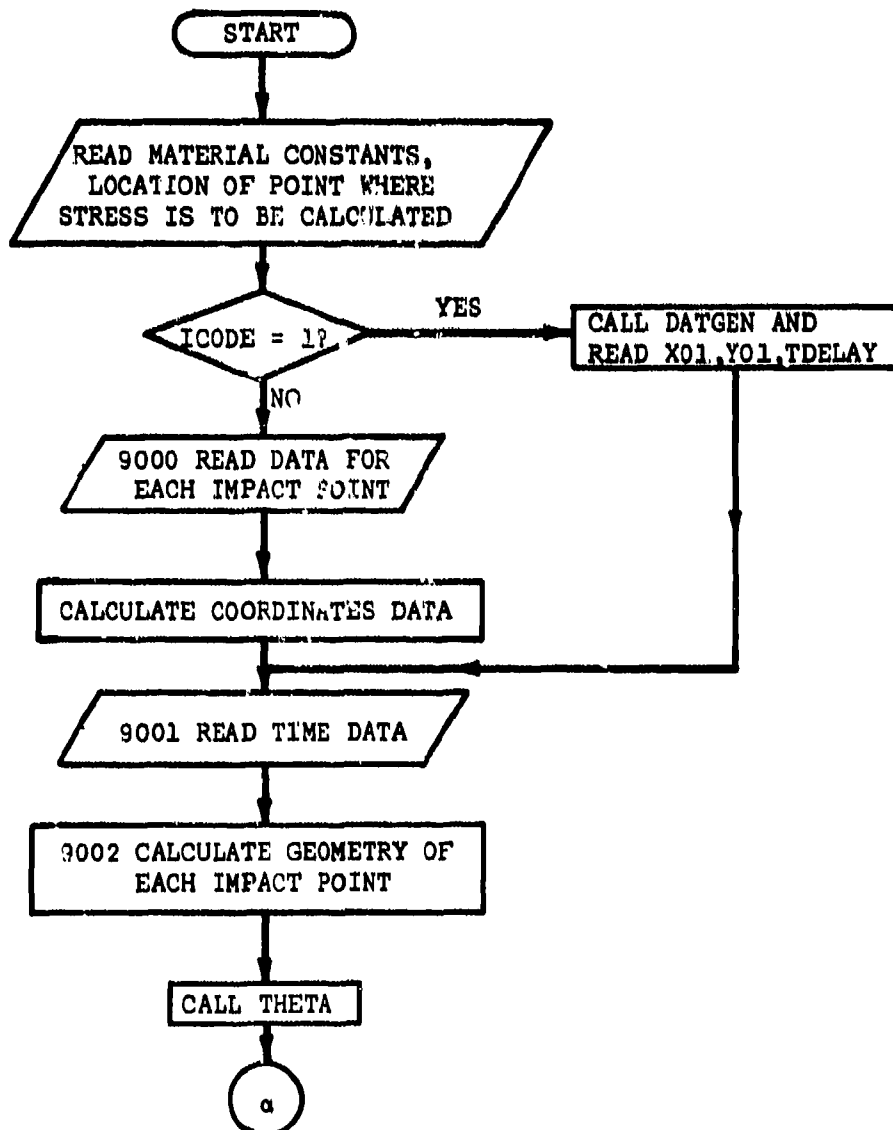 START
READ MATERIAL CONSTANTS,
LOCATION OF POINT WHERE
STRESS IS TO BE CALCULATED
ICODE = 1?
YES
CALL DATGEN AND
READ X01,Y01,TDELAY
NO
9000 READ DATA FOR
EACH IMPACT POINT
CALCULATE COORDINATES DATA
9001 READ TIME DATA
9002 CALCULATE GEOMETRY OF
EACH IMPACT POINT
CALL THETA
α